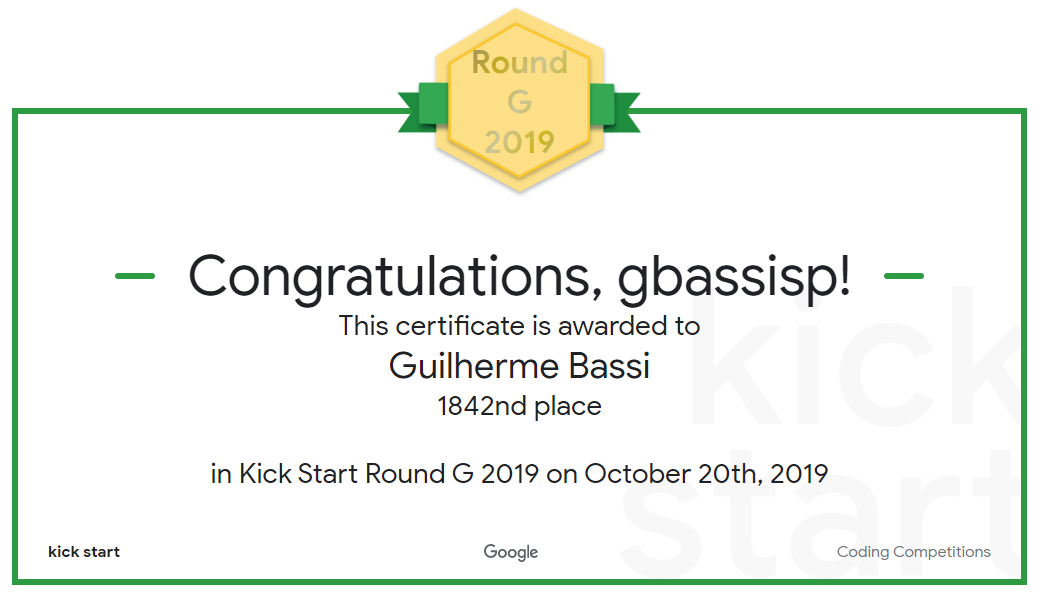 Round
G
2019
Congratulations, gbassisp!
This certificate is awarded to
Guilherme Bassi
1842nd place
in Kick Start Round G 2019 on October 20th, 2019
kick
start
kick start
Google
Coding Competitions